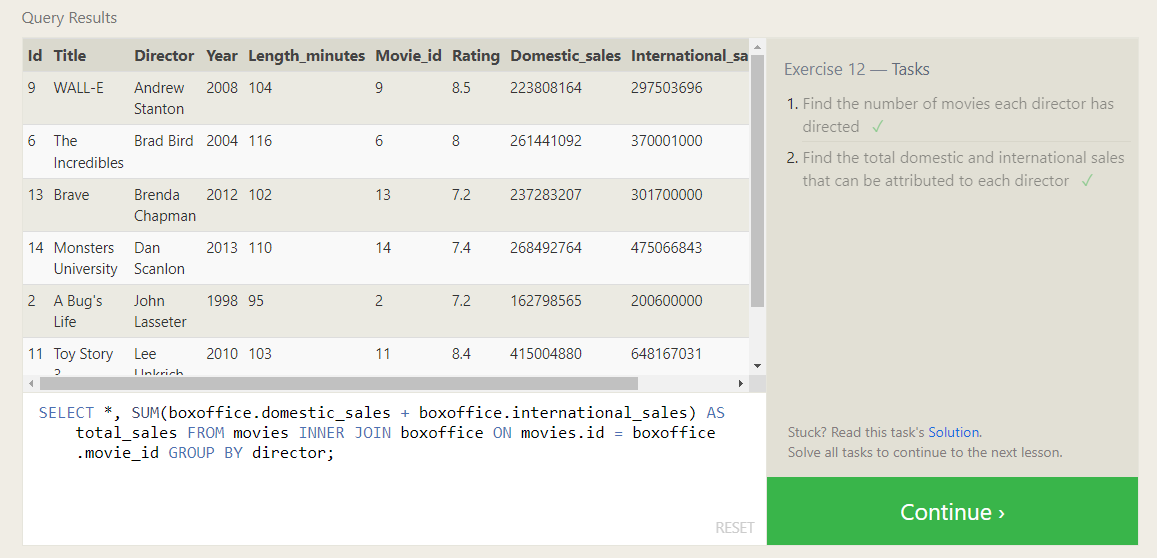 Query Results
Id Title Director Year Length_minutes Movie_id Rating Domestic_sales International_sa
9 WALL-E Andrew Stanton 2008 104 9 8.5 223808164 297503696
6 The Incredibles Brad Bird 2004 116 6 8 261441092 370001000
13 Brave Brenda Chapman 2012 102 13 7.2 237283207 301700000
14 Monsters University Dan Scanlon 2013 110 14 7.4 268492764 475066843
2 A Bug's Life John Lasseter 1998 95 2 7.2 162798565 200600000
11 Toy Story 3 Lee Unkrich 2010 103 11 8.4 415004880 648167031
SELECT *, SUM(boxoffice.domestic_sales + boxoffice.international_sales) AS
total_sales FROM movies INNER JOIN boxoffice ON movies.id = boxoffice
.movie_id GROUP BY director;
RESET
Exercise 12 — Tasks
1. Find the number of movies each director has
directed ✓
2. Find the total domestic and international sales
that can be attributed to each director ✓
Stuck? Read this task's Solution.
Solve all tasks to continue to the next lesson.
Continue ›